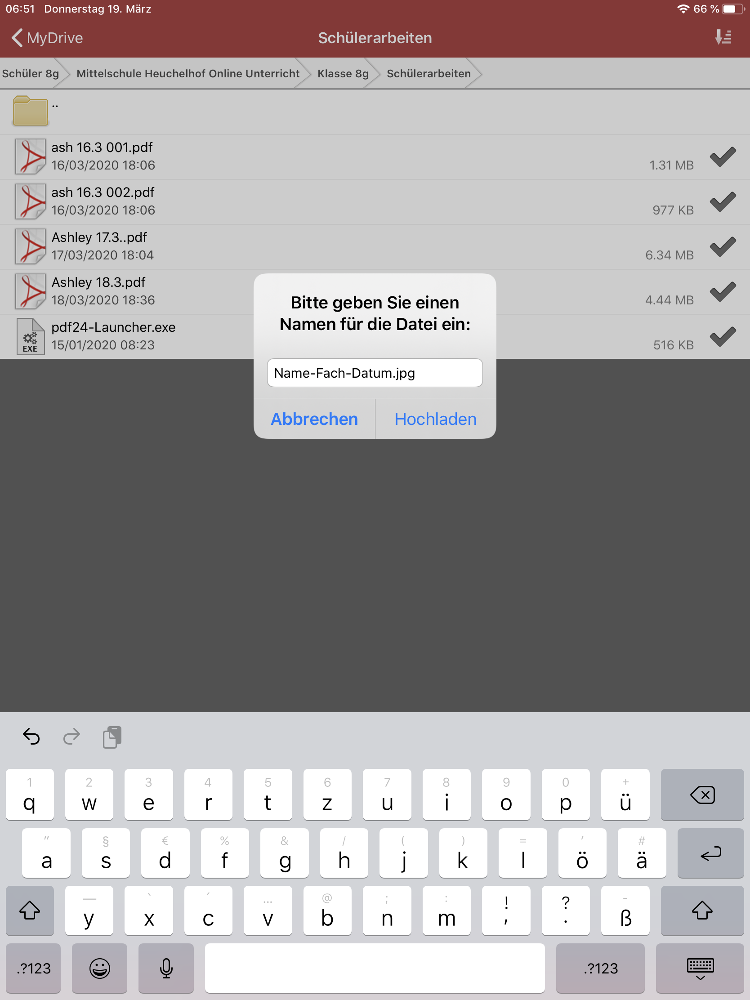 06:51 Donnerstag 19. März 66 %
MyDrive Schülerarbeiten
Schüler 8g Mittelschule Heuchelhof Online Unterricht Klasse 8g Schülerarbeiten
..
ash 16.3 001.pdf
16/03/2020 18:06 1.31 MB
ash 16.3 002.pdf
16/03/2020 18:06 977 KB
Ashley 17.3..pdf
17/03/2020 18:04 6.34 MB
Ashley 18.3.pdf
18/03/2020 18:36 4.44 MB
pdf24-Launcher.exe
EXE 15/01/2020 08:23 516 KB
Bitte geben Sie einen
Namen für die Datei ein:
Name-Fach-Datum.jpg
Abbrechen Hochladen
1 2 3 4 5 6 7 8 9 0 +
q w e r t z u i o p ü
" § € % & / ( ) = ' #
a s d f g h j k l ö ä
— ` ´ … @ ; : ! ? -
y x c v b n m , . ß
.?123 .?123